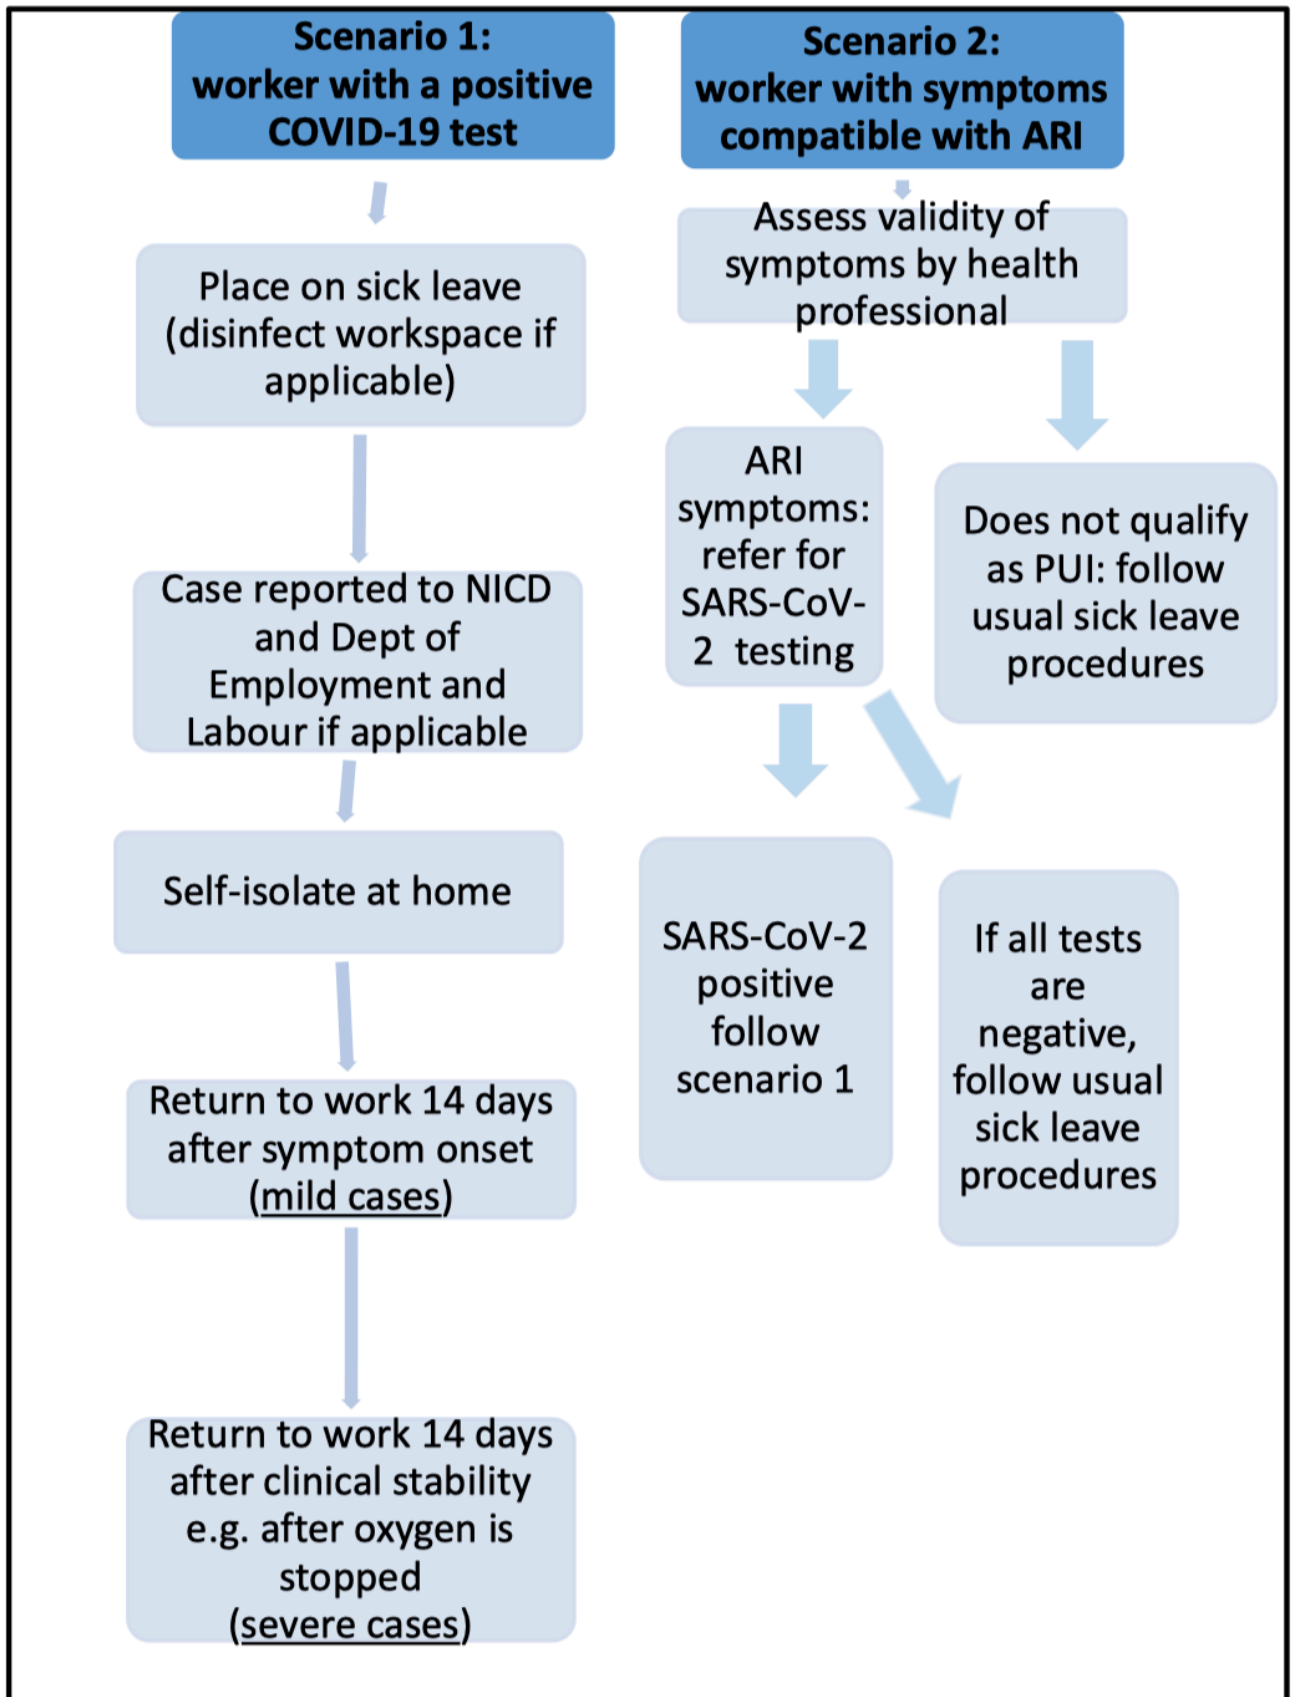 Scenario 1:
worker with a positive
COVID-19 test
Place on sick leave
(disinfect workspace if
applicable)
Case reported to NICD
and Dept of
Employment and
Labour if applicable
Self-isolate at home
Return to work 14 days
after symptom onset
(mild cases)
Return to work 14 days
after clinical stability
e.g. after oxygen is
stopped
(severe cases)
Scenario 2:
worker with symptoms
compatible with ARI
Assess validity of
symptoms by health
professional
ARI
symptoms:
refer for
SARS-CoV-
2 testing
Does not qualify
as PUI: follow
usual sick leave
procedures
SARS-CoV-2
positive
follow
scenario 1
If all tests
are
negative,
follow usual
sick leave
procedures